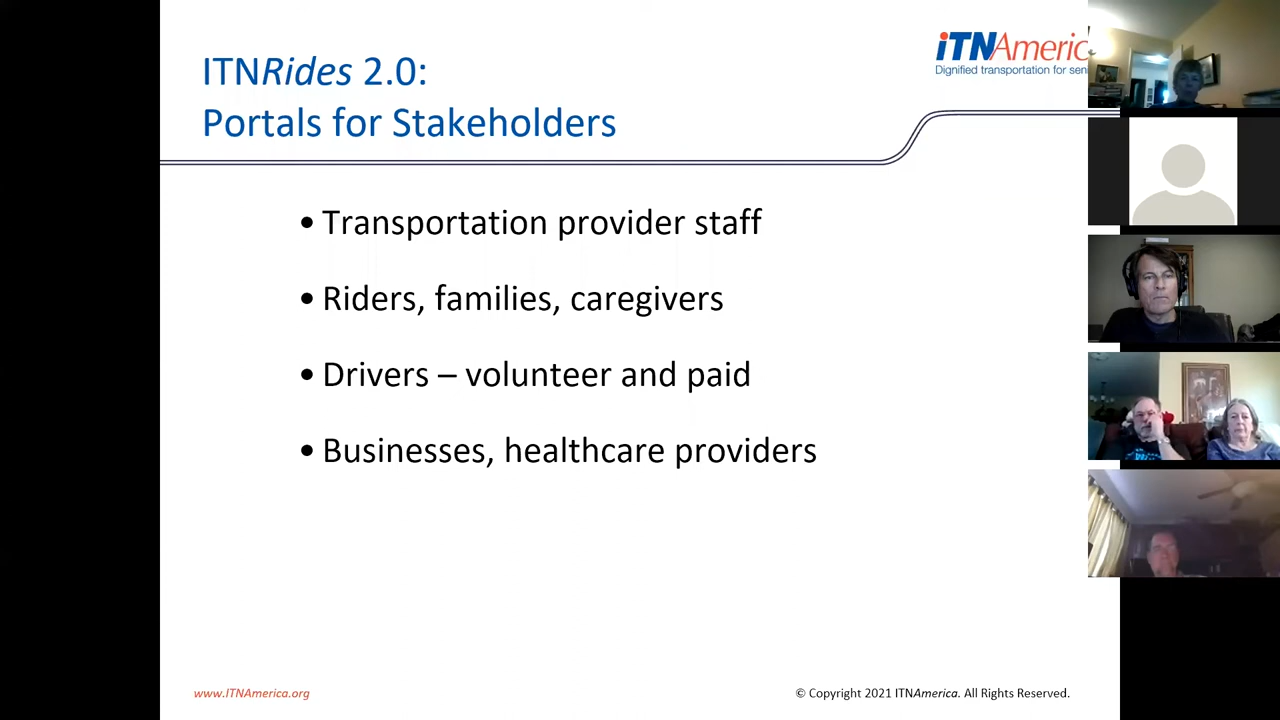 ITNRides 2.0:
Portals for Stakeholders
iTNAmeric
Dignified transportation for seni
• Transportation provider staff
• Riders, families, caregivers
• Drivers – volunteer and paid
• Businesses, healthcare providers
www.ITNAmerica.org
© Copyright 2021 ITNAmerica. All Rights Reserved.